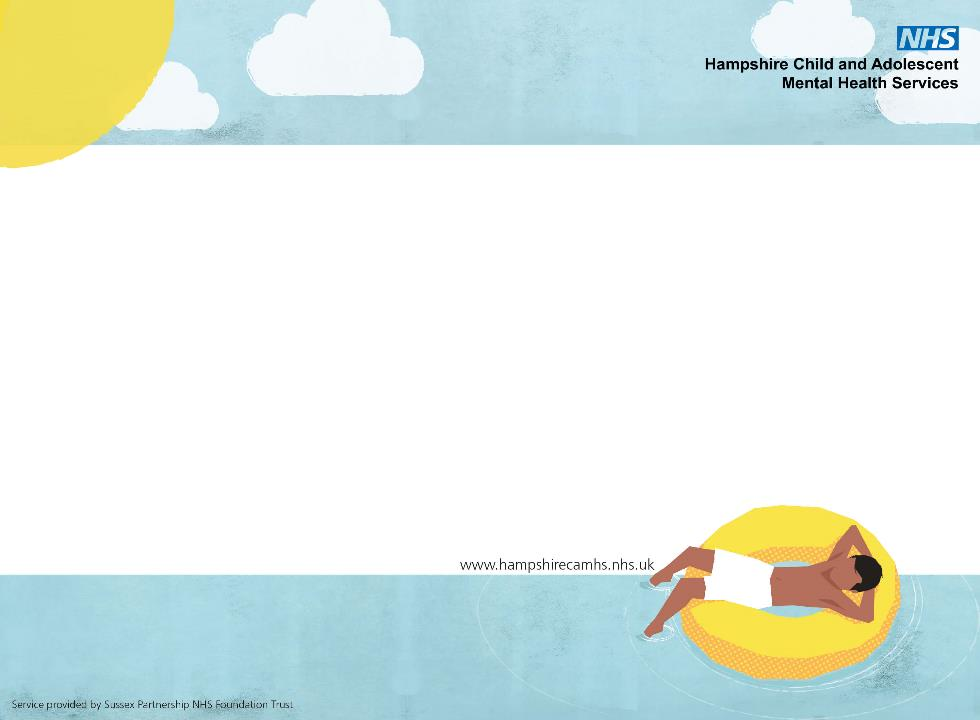 NHS
Hampshire Child and Adolescent
Mental Health Services
www.hampshirecamhs.nhs.uk
Service provided by Sussex Partnership NHS Foundation Trust